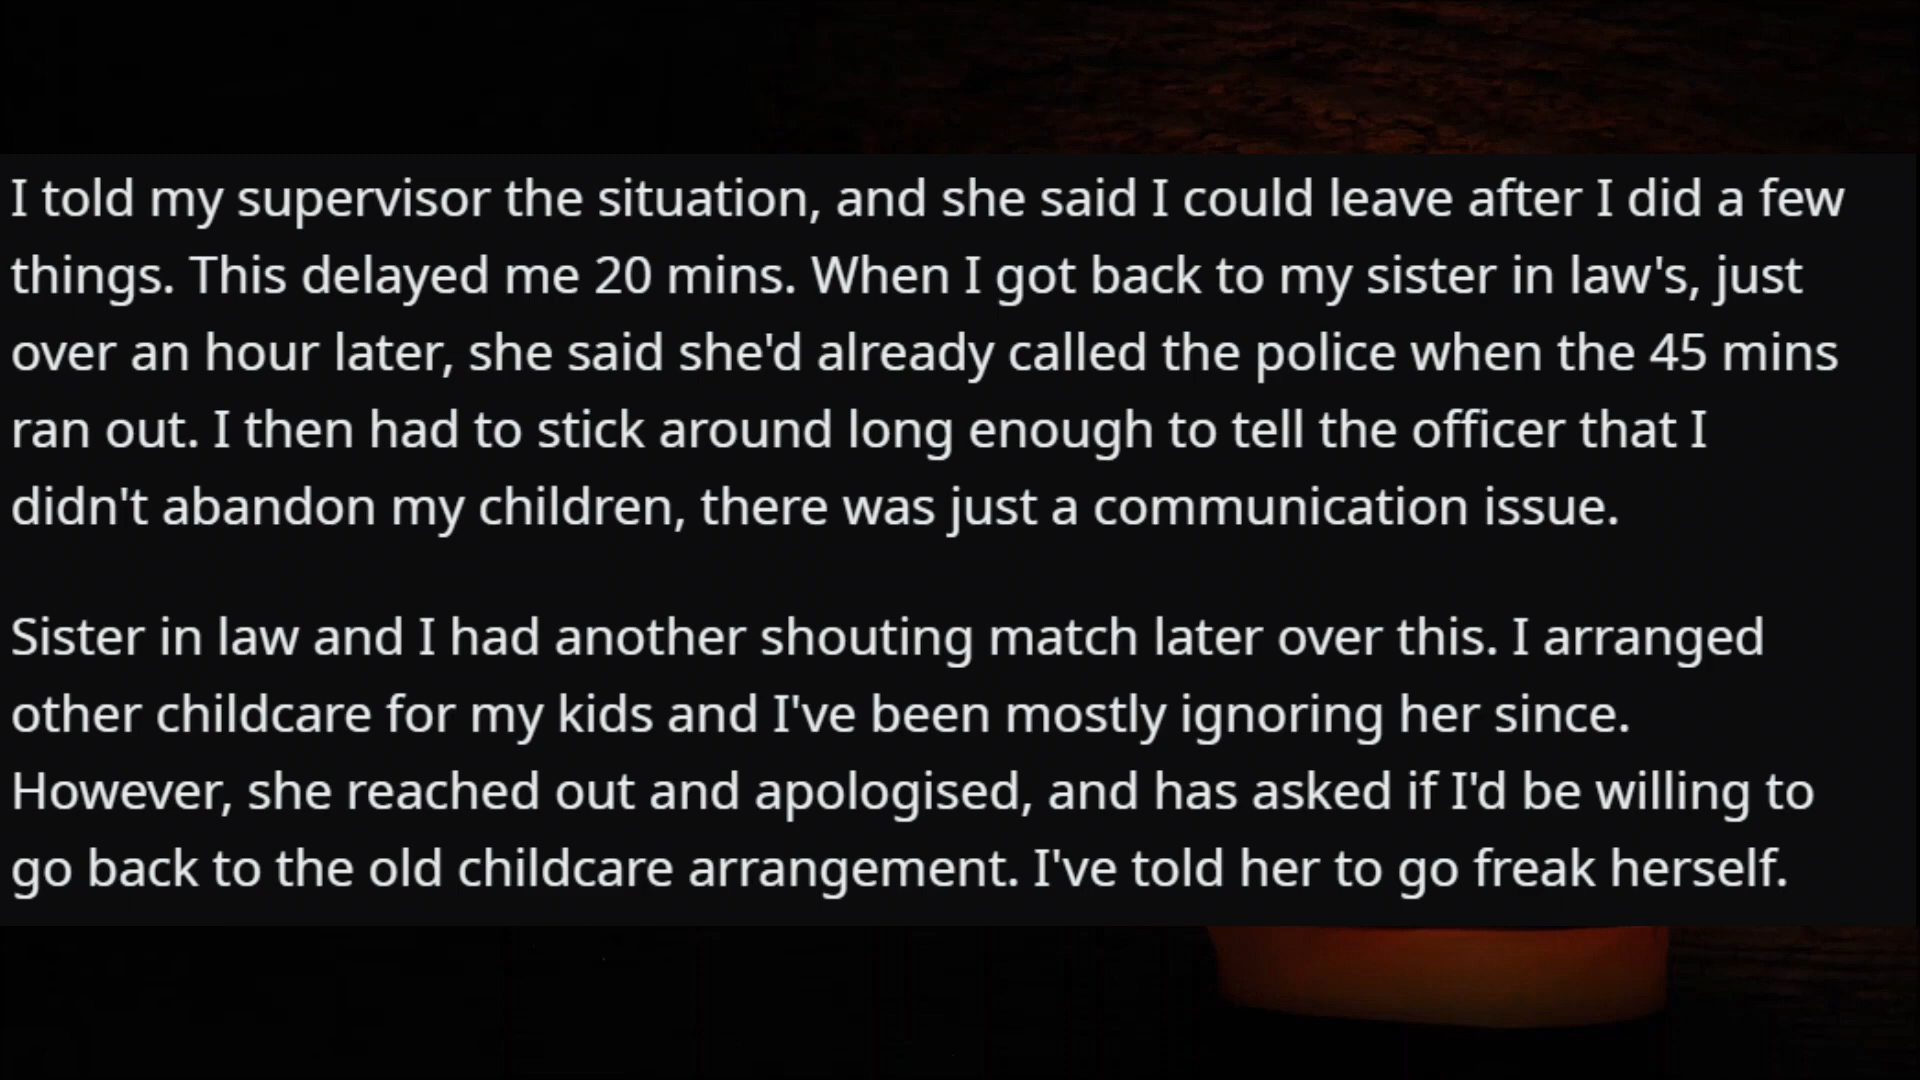 I told my supervisor the situation, and she said I could leave after I did a few
things. This delayed me 20 mins. When I got back to my sister in law's, just
over an hour later, she said she'd already called the police when the 45 mins
ran out. I then had to stick around long enough to tell the officer that I
didn't abandon my children, there was just a communication issue.
Sister in law and I had another shouting match later over this. I arranged
other childcare for my kids and I've been mostly ignoring her since.
However, she reached out and apologised, and has asked if I'd be willing to
go back to the old childcare arrangement. I've told her to go freak herself.